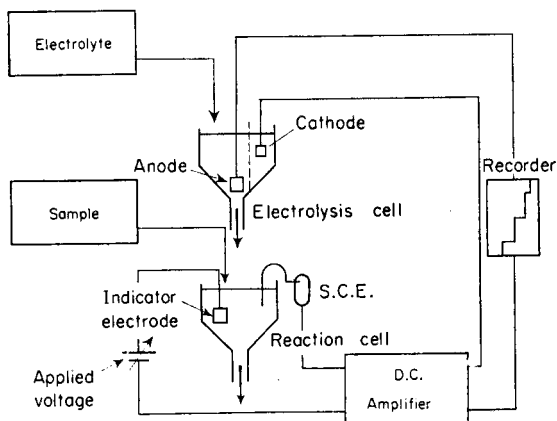 Electrolyte
Cathode
Anode
Recorder
Sample
Electrolysis cell
S.C.E.
Indicator
electrode
Reaction cell
Applied
voltage
D.C.
Amplifier